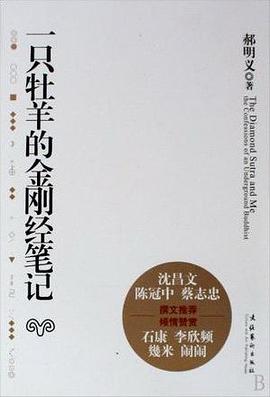 郝明义◎著
The Diamond Sutra and Me
the Confessions of an Underground Buddhist
一只牡羊的金刚经笔记
沈昌文
陈冠中 蔡志忠
撰文推荐
倾情赞赏
石康 李欣频
幾米 闹闹
文化艺术出版社